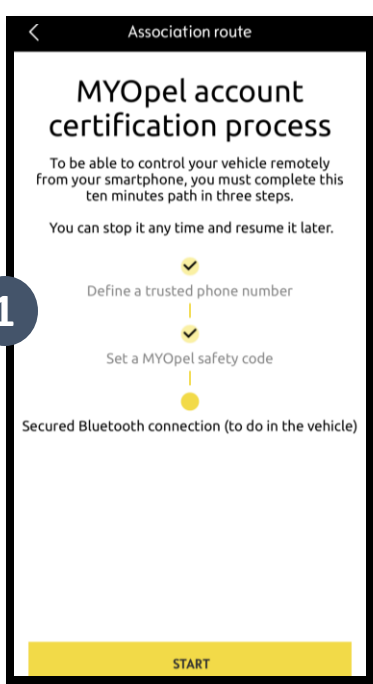 Association route
MYOpel account
certification process
To be able to control your vehicle remotely
from your smartphone, you must complete this
ten minutes path in three steps.
You can stop it any time and resume it later.
Define a trusted phone number
1
Set a MYOpel safety code
Secured Bluetooth connection (to do in the vehicle)
START